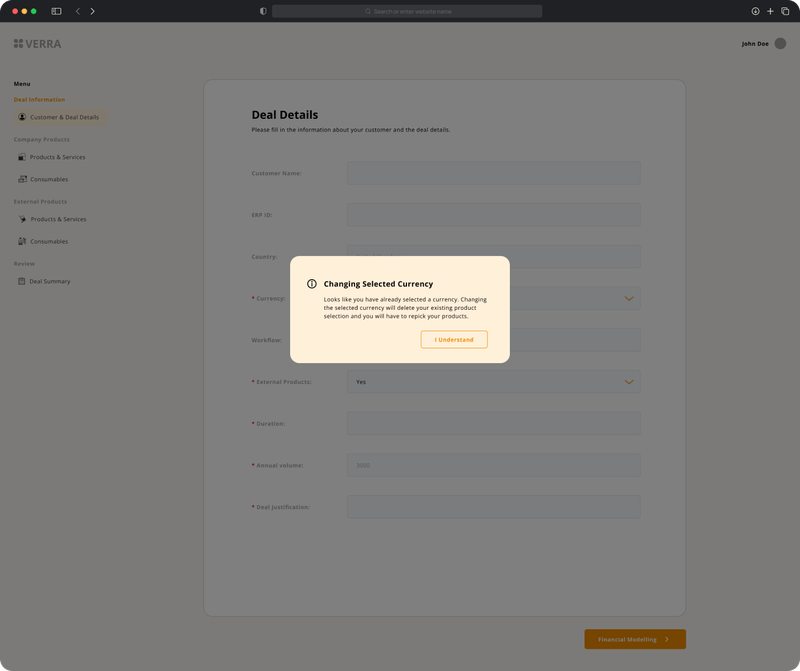 Search or enter website name
VERRA
John Doe
Menu
Deal Information
Customer & Deal Details
Company Products
Products & Services
Consumables
External Products
Products & Services
Consumables
Review
Deal Summary
Deal Details
Please fill in the information about your customer and the deal details.
Customer Name:
ERP ID:
Country:
* Currency:
Workflow:
* External Products:
Yes
* Duration:
* Annual volume:
3000
* Deal Justification:
Changing Selected Currency
Looks like you have already selected a currency. Changing
the selected currency will delete your existing product
selection and you will have to repick your products.
I Understand
Financial Modelling